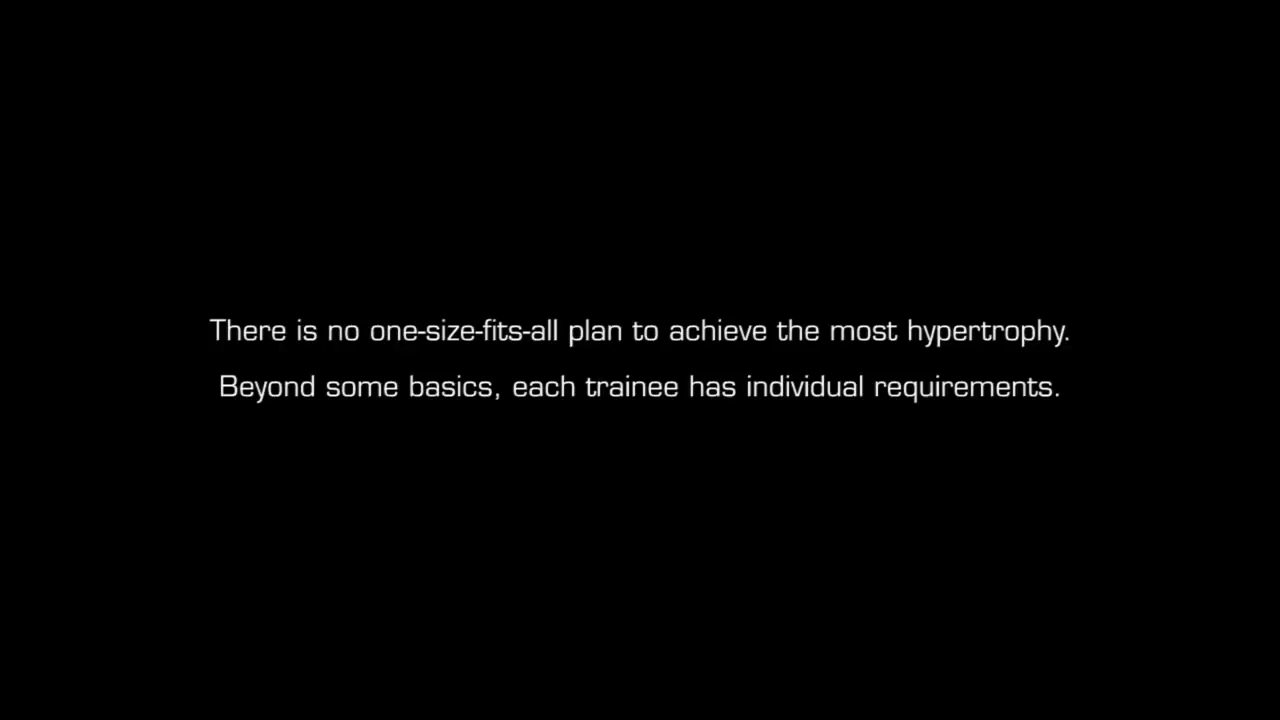 There is no one-size-fits-all plan to achieve the most hypertrophy.
Beyond some basics, each trainee has individual requirements.